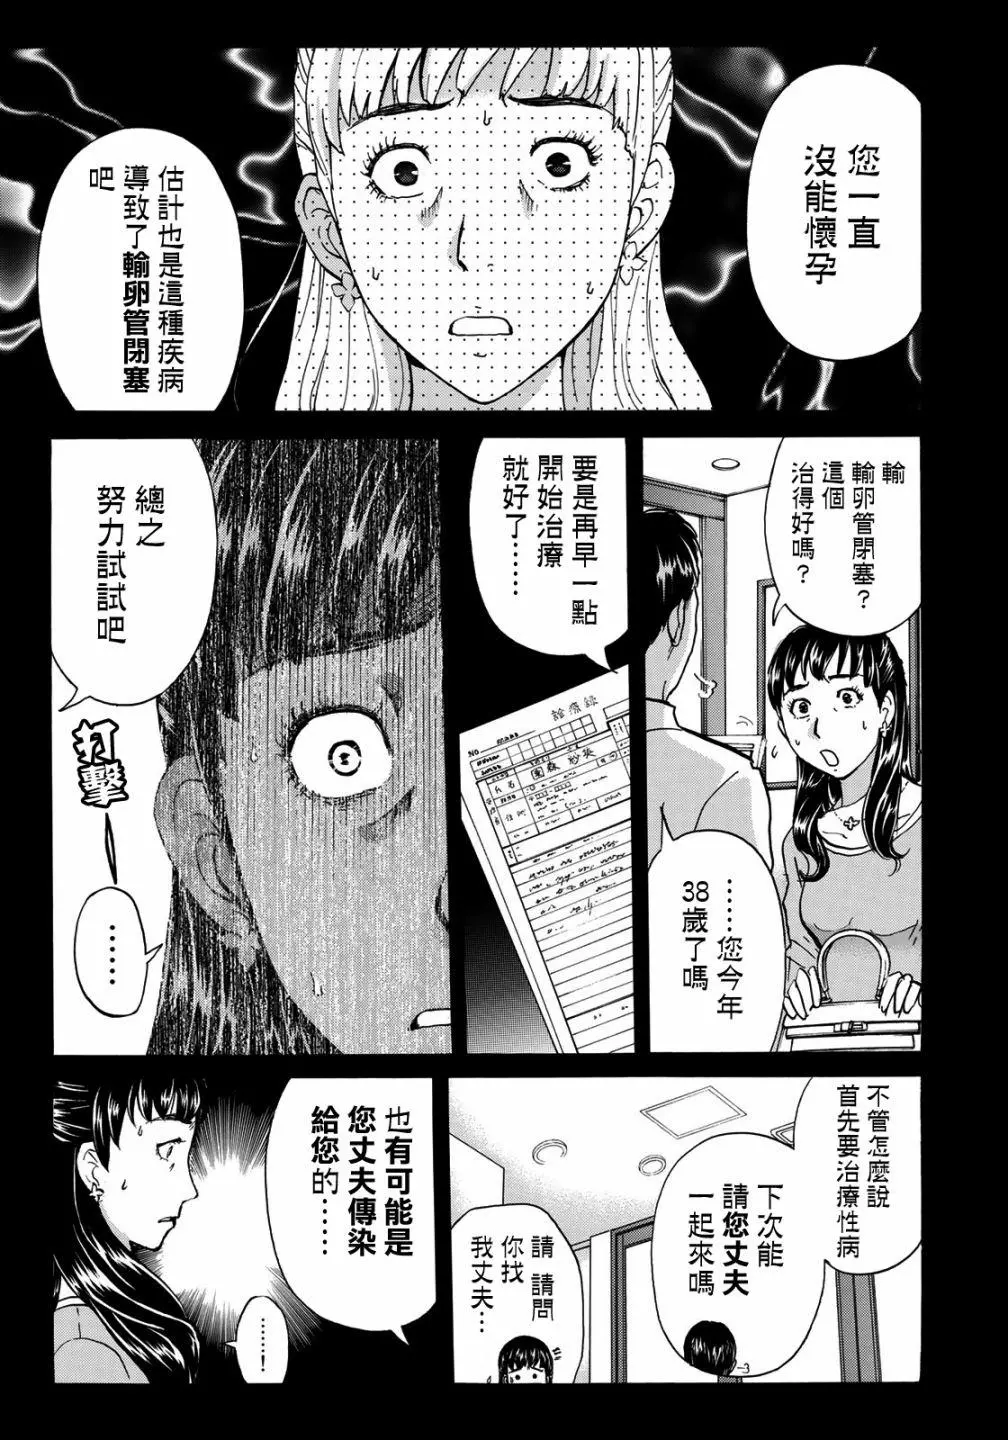 您一直
沒能懷孕
估計也是這種疾病
導致了輸卵管閉塞
吧
輸
輸卵管閉塞？
這個
治得好嗎？
……您今年
38歲了嗎
要是再早一點
開始治療
就好了……
診療録
No
氏名
住所
總之
努力試試吧
打擊
……
不管怎麼說
首先要治療性病
下次能
請您丈夫
一起來嗎
請 請問
你找
我丈夫…
也有可能是
您丈夫傳染
給您的……
……！